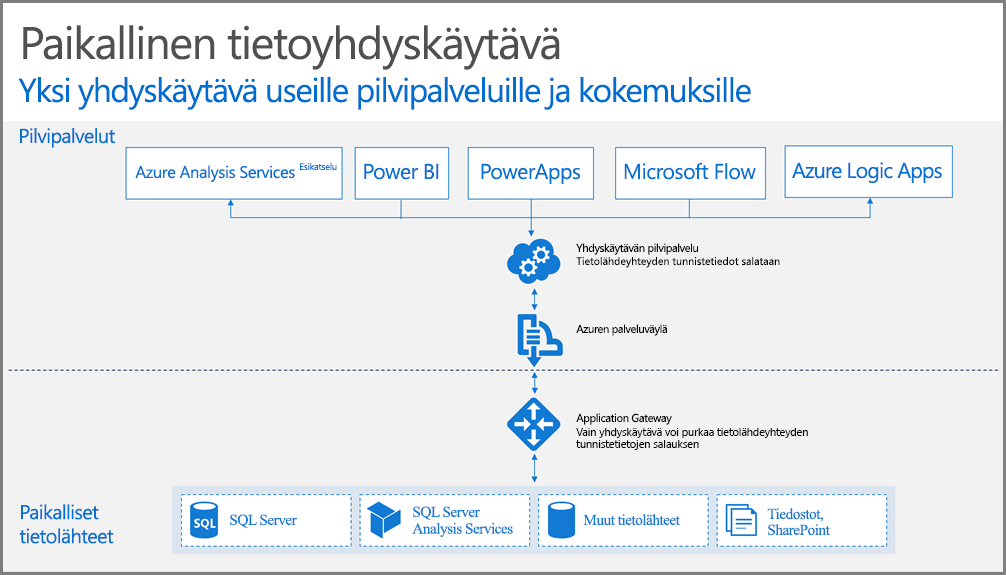 Paikallinen tietoyhdyskäytävä
Yksi yhdyskäytävä useille pilvipalveluille ja kokemuksille
Pilvipalvelut
Azure Analysis Services Esikatselu
Power BI
PowerApps
Microsoft Flow
Azure Logic Apps
Yhdyskäytävän pilvipalvelu
Tietolähdeyhteyden tunnistetiedot salataan
Azuren palveluväylä
Application Gateway
Vain yhdyskäytävä voi purkaa tietolähdeyhteyden
tunnistetietojen salauksen
Paikalliset
tietolähteet
SQL
SQL Server
SQL Server
Analysis Services
Muut tietolähteet
Tiedostot,
SharePoint